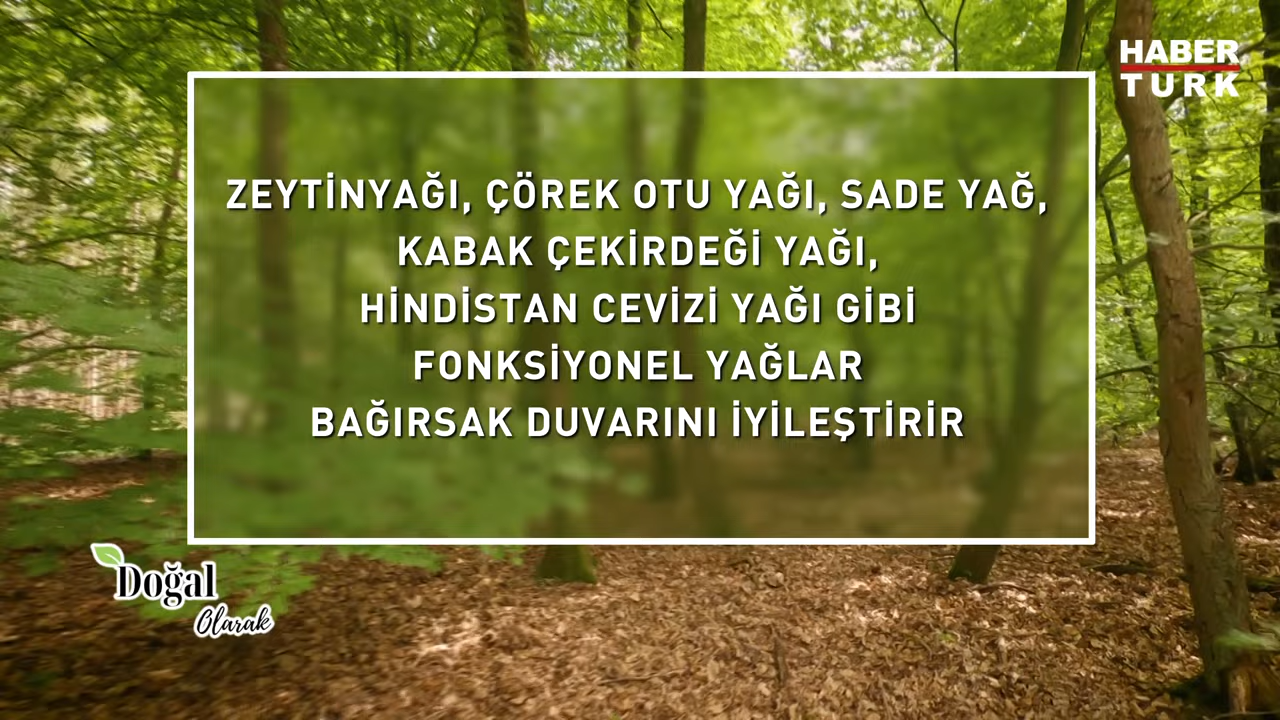 HABER
TURK
ZEYTİNYAĞI, ÇÖREK OTU YAĞI, SADE YAĞ,
KABAK ÇEKİRDEĞİ YAĞI,
HİNDİSTAN CEVİZİ YAĞI GİBİ
FONKSİYONEL YAĞLAR
BAĞIRSAK DUVARINI İYİLEŞTİRİR
Doğal
Olarak